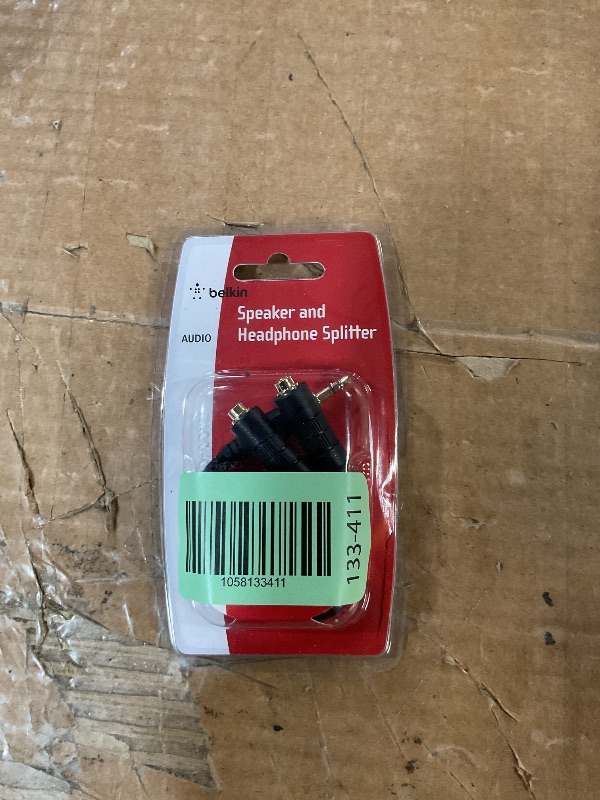 belkin
Speaker and
Headphone Splitter
AUDIO
133-411
1058133411